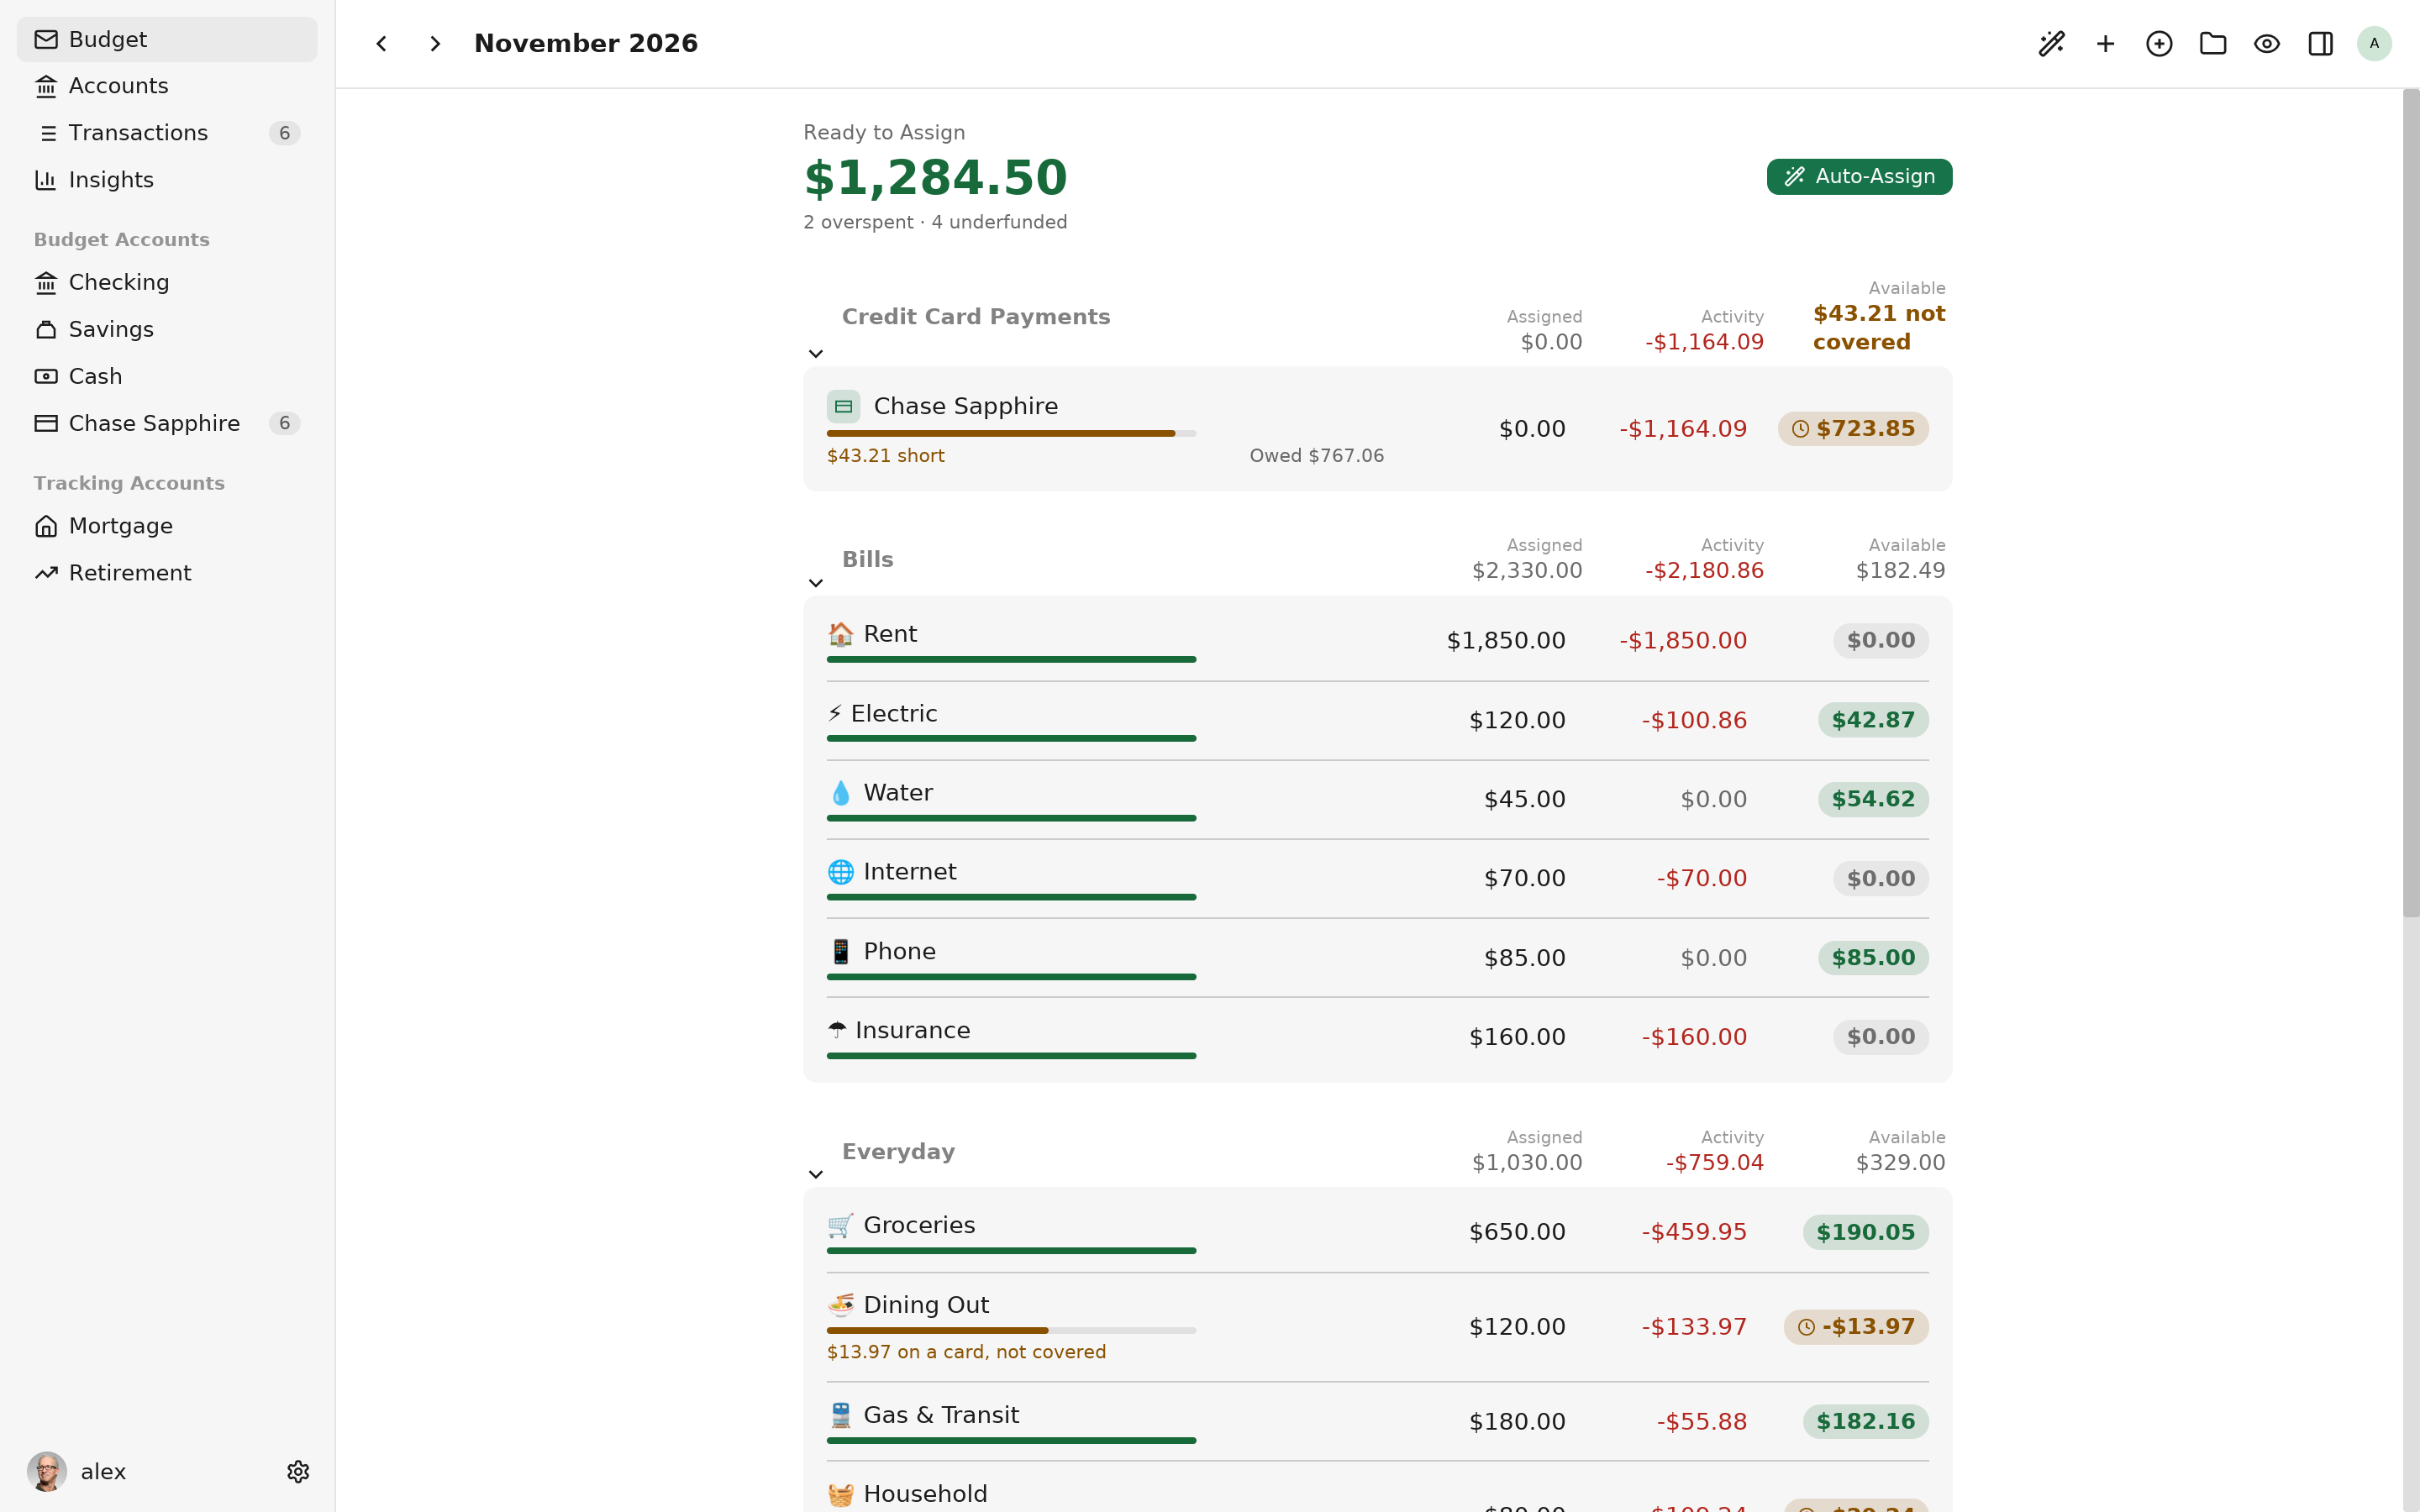 Budget
Accounts
Transactions 6
Insights
Budget Accounts
Checking
Savings
Cash
Chase Sapphire 6
Tracking Accounts
Mortgage
Retirement
alex
November 2026
A
Ready to Assign
$1,284.50
2 overspent · 4 underfunded
Auto-Assign
Credit Card Payments
Assigned
$0.00
Activity
-$1,164.09
Available
$43.21 not
covered
Chase Sapphire
$43.21 short
Owed $767.06
$0.00
-$1,164.09
$723.85
Bills
Assigned
$2,330.00
Activity
-$2,180.86
Available
$182.49
Rent $1,850.00 -$1,850.00 $0.00
Electric $120.00 -$100.86 $42.87
Water $45.00 $0.00 $54.62
Internet $70.00 -$70.00 $0.00
Phone $85.00 $0.00 $85.00
Insurance $160.00 -$160.00 $0.00
Everyday
Assigned
$1,030.00
Activity
-$759.04
Available
$329.00
Groceries $650.00 -$459.95 $190.05
Dining Out $120.00 -$133.97 -$13.97
$13.97 on a card, not covered
Gas & Transit $180.00 -$55.88 $182.16
Household